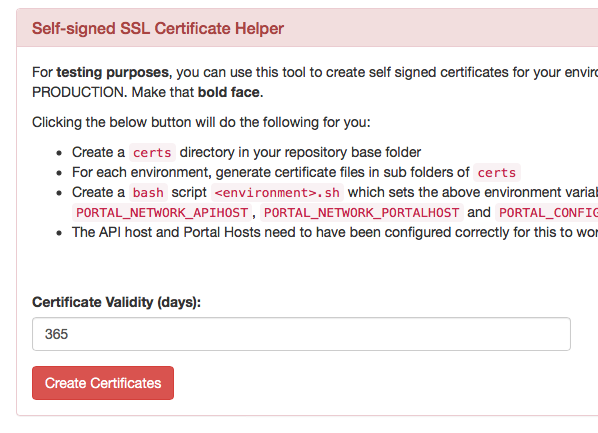 Self-signed SSL Certificate Helper
For testing purposes, you can use this tool to create self signed certificates for your
PRODUCTION. Make that bold face.
Clicking the below button will do the following for you:
• Create a certs directory in your repository base folder
• For each environment, generate certificate files in sub folders of certs
• Create a bash script <environment>.sh which sets the above environment
PORTAL_NETWORK_APIHOST, PORTAL_NETWORK_PORTALHOST and PORTAL_CONFIG
• The API host and Portal Hosts need to have been configured correctly for this to
Certificate Validity (days):
365
Create Certificates